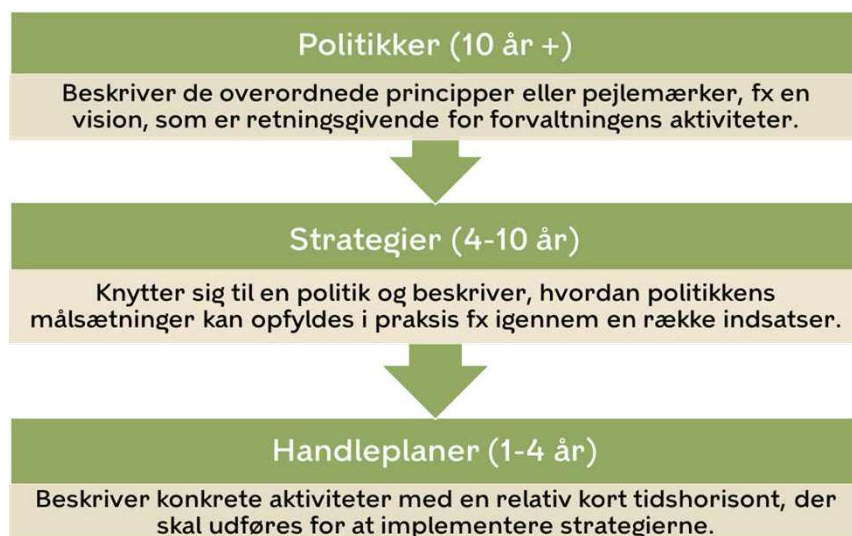 Politikker (10 år +)
Beskriver de overordnede principper eller pejlemærker, fx en
vision, som er retningsgivende for forvaltningens aktiviteter.
Strategier (4-10 år)
Knytter sig til en politik og beskriver, hvordan politikkens
målsætninger kan opfyldes i praksis fx igennem en række indsatser.
Handleplaner (1-4 år)
Beskriver konkrete aktiviteter med en relativ kort tidshorisont, der
skal udføres for at implementere strategierne.